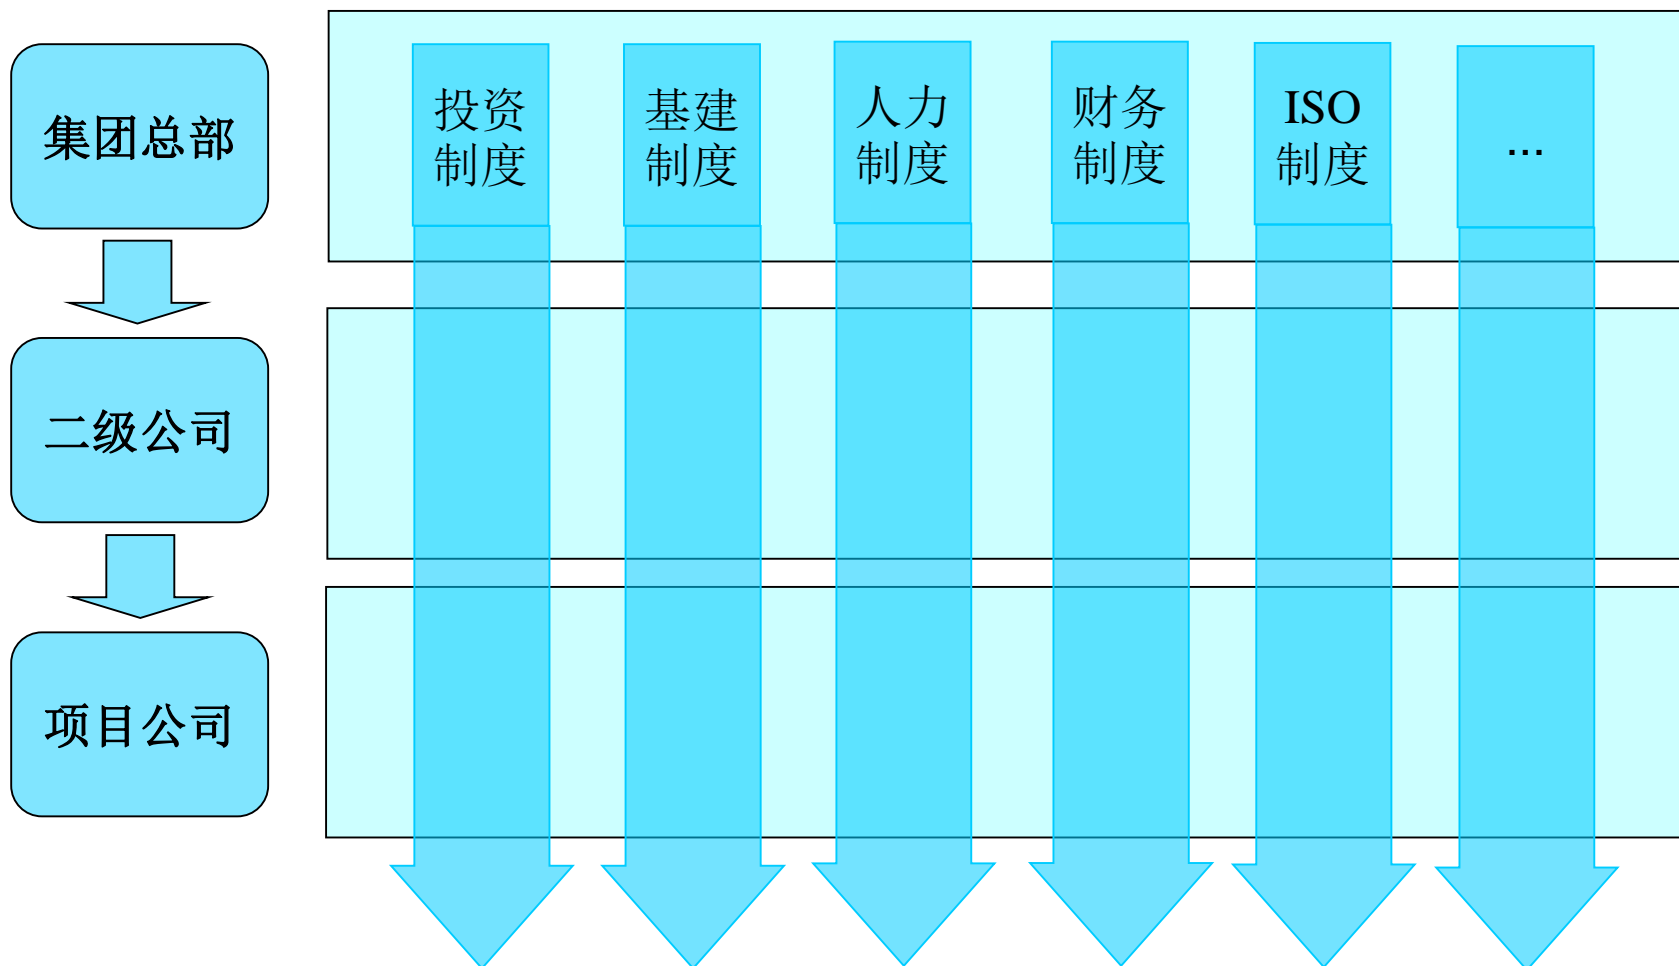 集团总部
投资
制度
基建
制度
人力
制度
财务
制度
ISO
制度
...
二级公司
项目公司